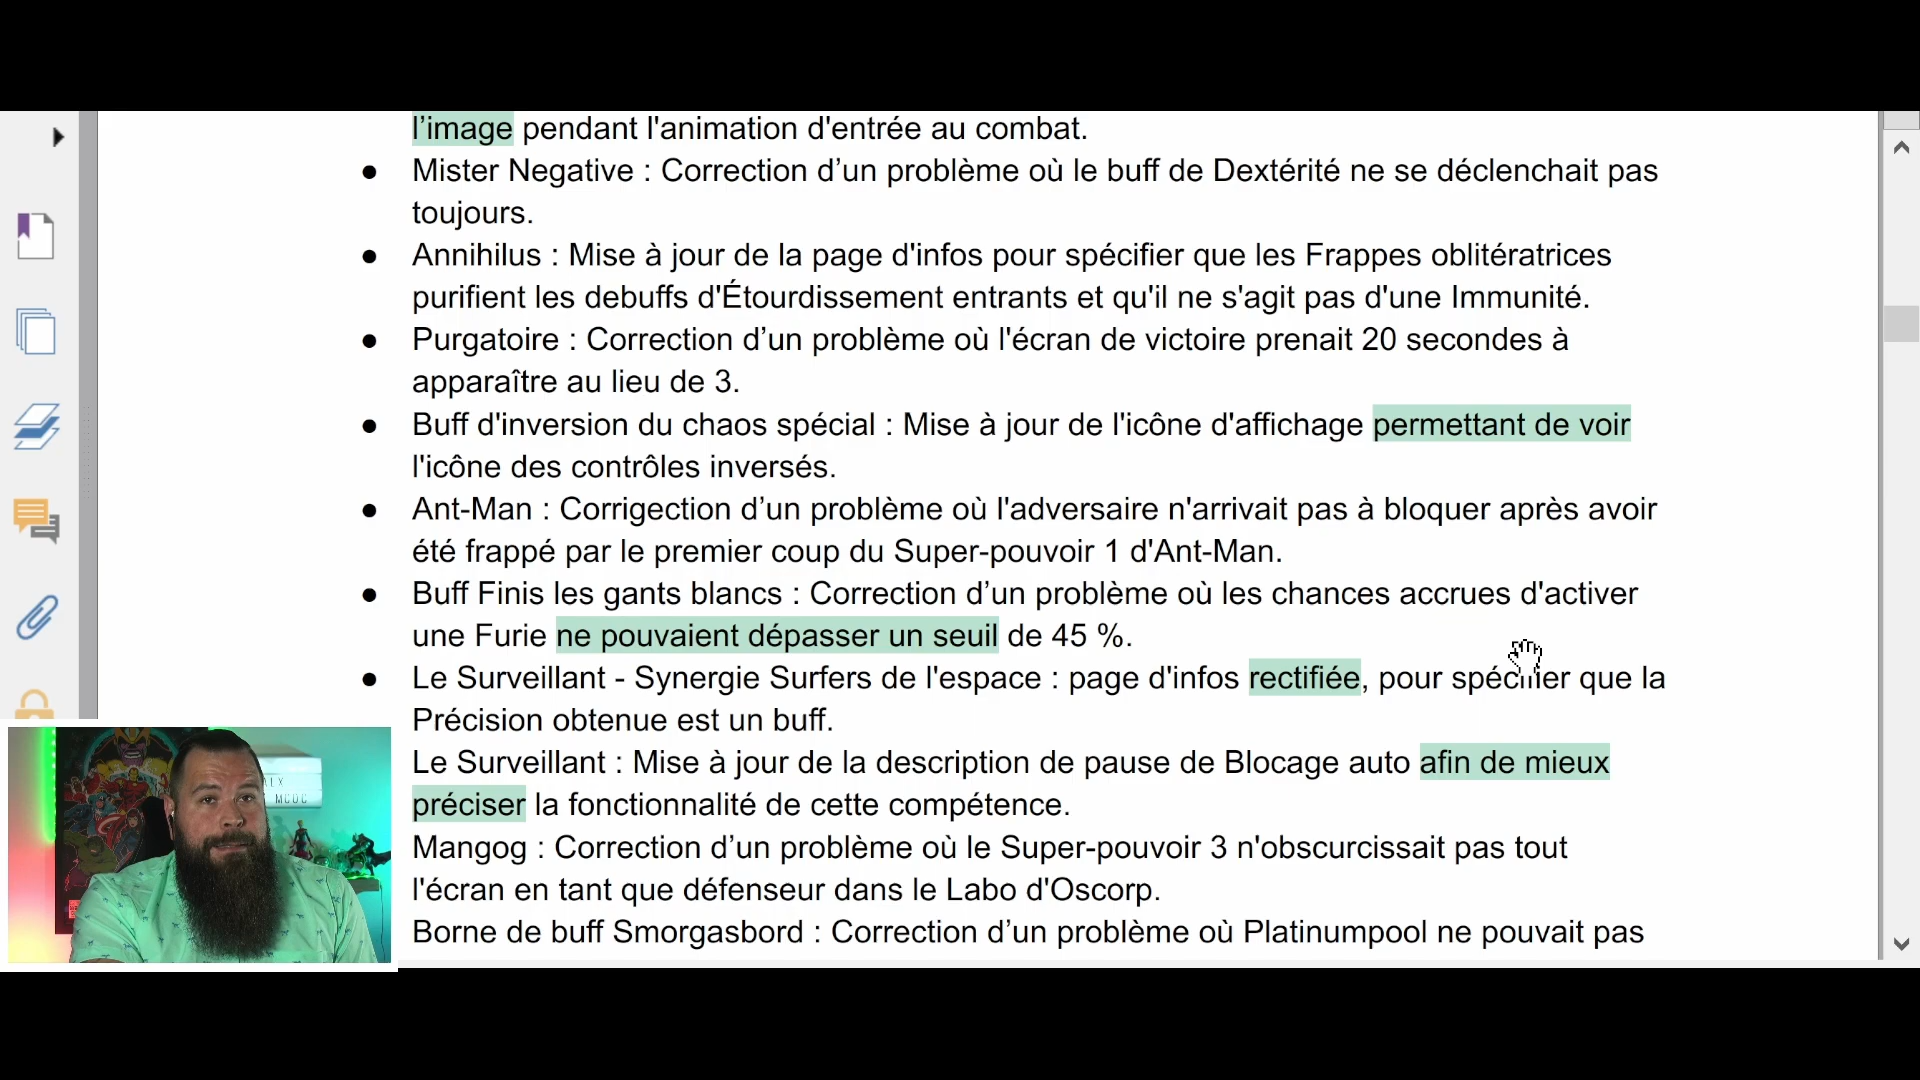 l’image pendant l'animation d'entrée au combat.
● Mister Negative : Correction d’un problème où le buff de Dextérité ne se déclenchait pas
toujours.
● Annihilus : Mise à jour de la page d'infos pour spécifier que les Frappes oblitératrices
purifient les debuffs d'Étourdissement entrants et qu'il ne s'agit pas d'une Immunité.
● Purgatoire : Correction d’un problème où l'écran de victoire prenait 20 secondes à
apparaître au lieu de 3.
● Buff d'inversion du chaos spécial : Mise à jour de l'icône d'affichage permettant de voir
l'icône des contrôles inversés.
● Ant-Man : Corrigection d’un problème où l'adversaire n'arrivait pas à bloquer après avoir
été frappé par le premier coup du Super-pouvoir 1 d'Ant-Man.
● Buff Finis les gants blancs : Correction d’un problème où les chances accrues d'activer
une Furie ne pouvaient dépasser un seuil de 45 %.
● Le Surveillant - Synergie Surfers de l'espace : page d'infos rectifiée, pour spécifier que la
Précision obtenue est un buff.
Le Surveillant : Mise à jour de la description de pause de Blocage auto afin de mieux
préciser la fonctionnalité de cette compétence.
Mangog : Correction d’un problème où le Super-pouvoir 3 n'obscurcissait pas tout
l'écran en tant que défenseur dans le Labo d'Oscorp.
Borne de buff Smorgasbord : Correction d’un problème où Platinumpool ne pouvait pas
MCOC